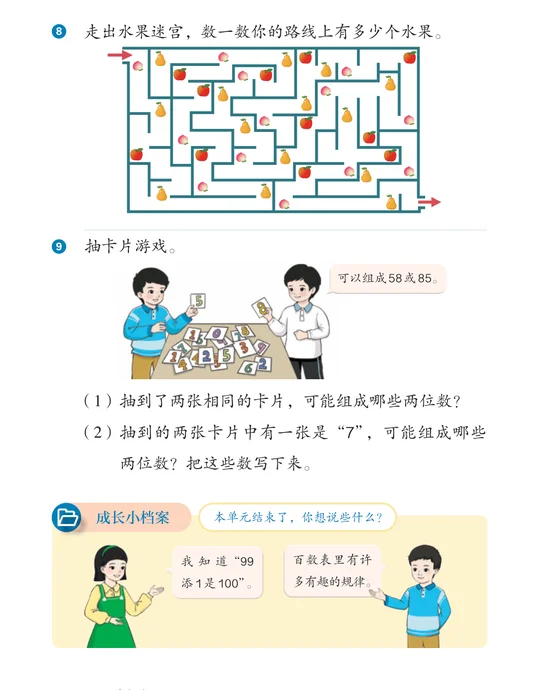 8 走出水果迷宫，数一数你的路线上有多少个水果。
9 抽卡片游戏。
5
8
可以组成58或85。
（1）抽到了两张相同的卡片，可能组成哪些两位数？
（2）抽到的两张卡片中有一张是“7”，可能组成哪些
两位数？把这些数写下来。
成长小档案
本单元结束了，你想说些什么？
我知道“99
添1是100”。
百数表里有许
多有趣的规律。